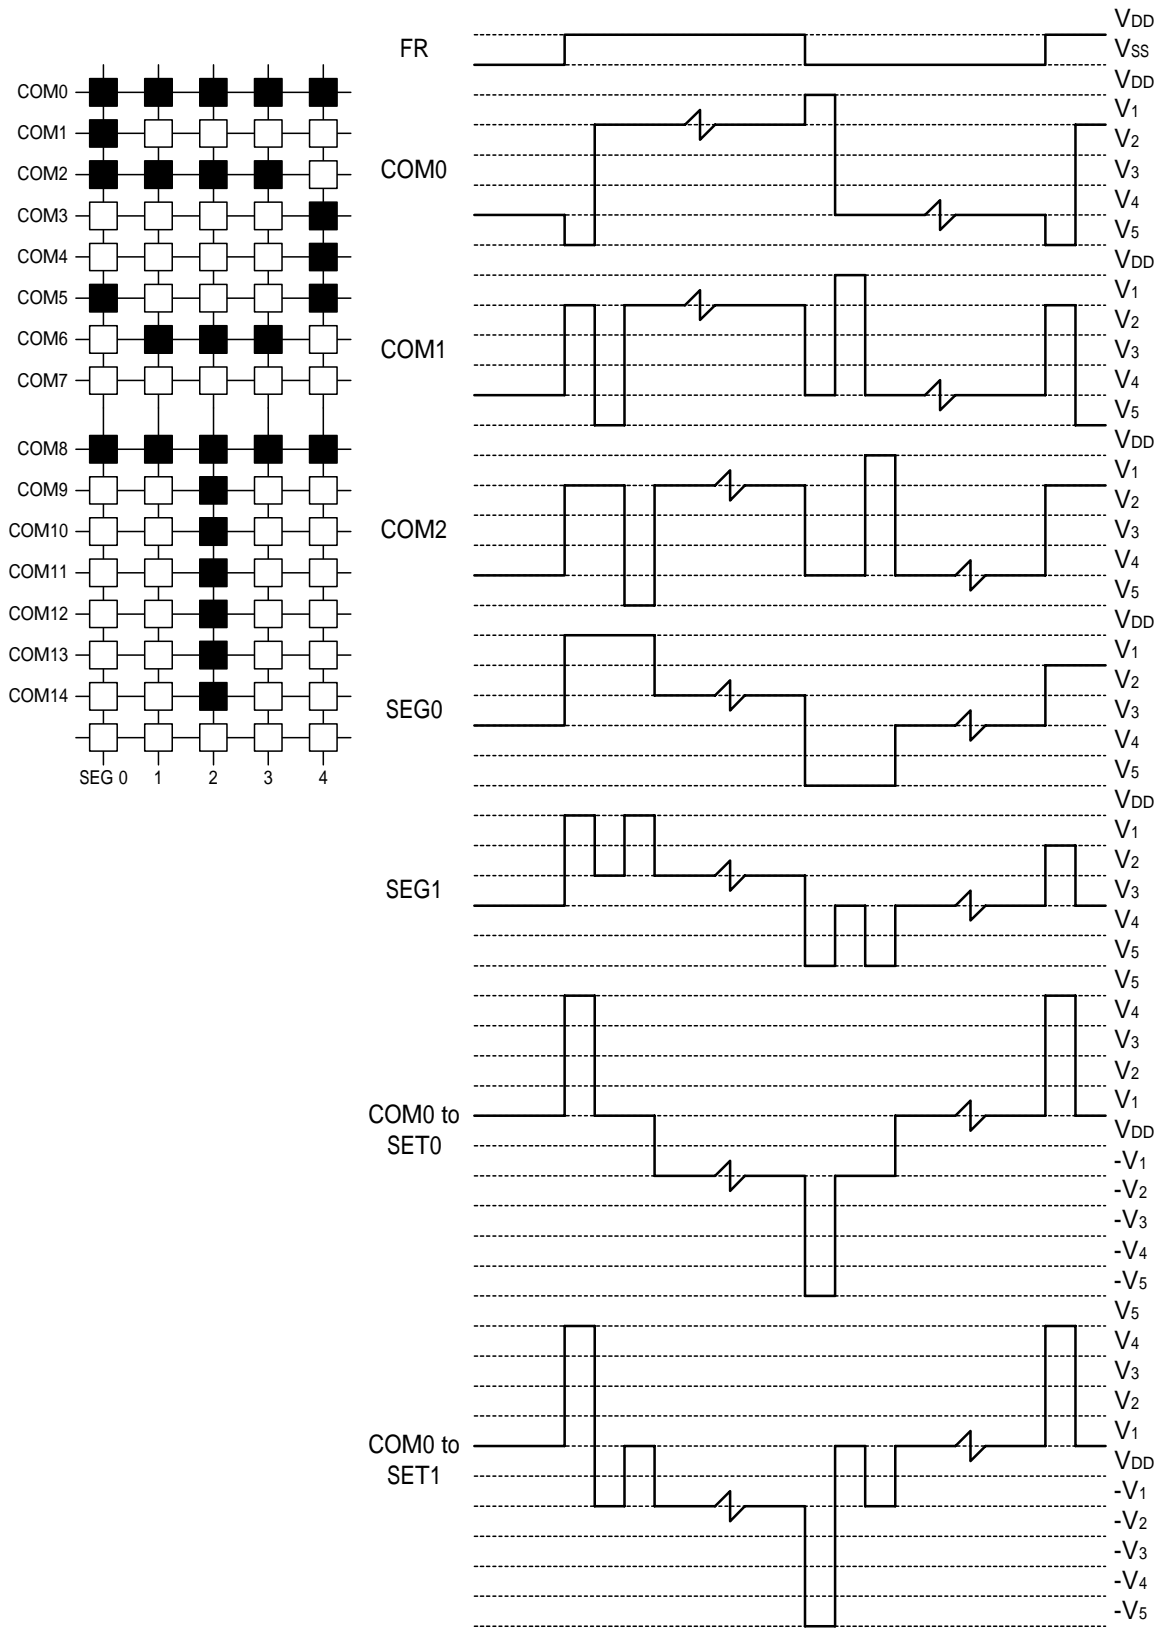 COM0
COM1
COM2
COM3
COM4
COM5
COM6
COM7
COM8
COM9
COM10
COM11
COM12
COM13
COM14
SEG 0 1 2 3 4
FR
VDD
VSS
COM0
VDD
V1
V2
V3
V4
V5
COM1
VDD
V1
V2
V3
V4
V5
COM2
VDD
V1
V2
V3
V4
V5
SEG0
VDD
V1
V2
V3
V4
V5
SEG1
VDD
V1
V2
V3
V4
V5
COM0 to
SET0
V5
V4
V3
V2
V1
VDD
-V1
-V2
-V3
-V4
-V5
COM0 to
SET1
V5
V4
V3
V2
V1
VDD
-V1
-V2
-V3
-V4
-V5